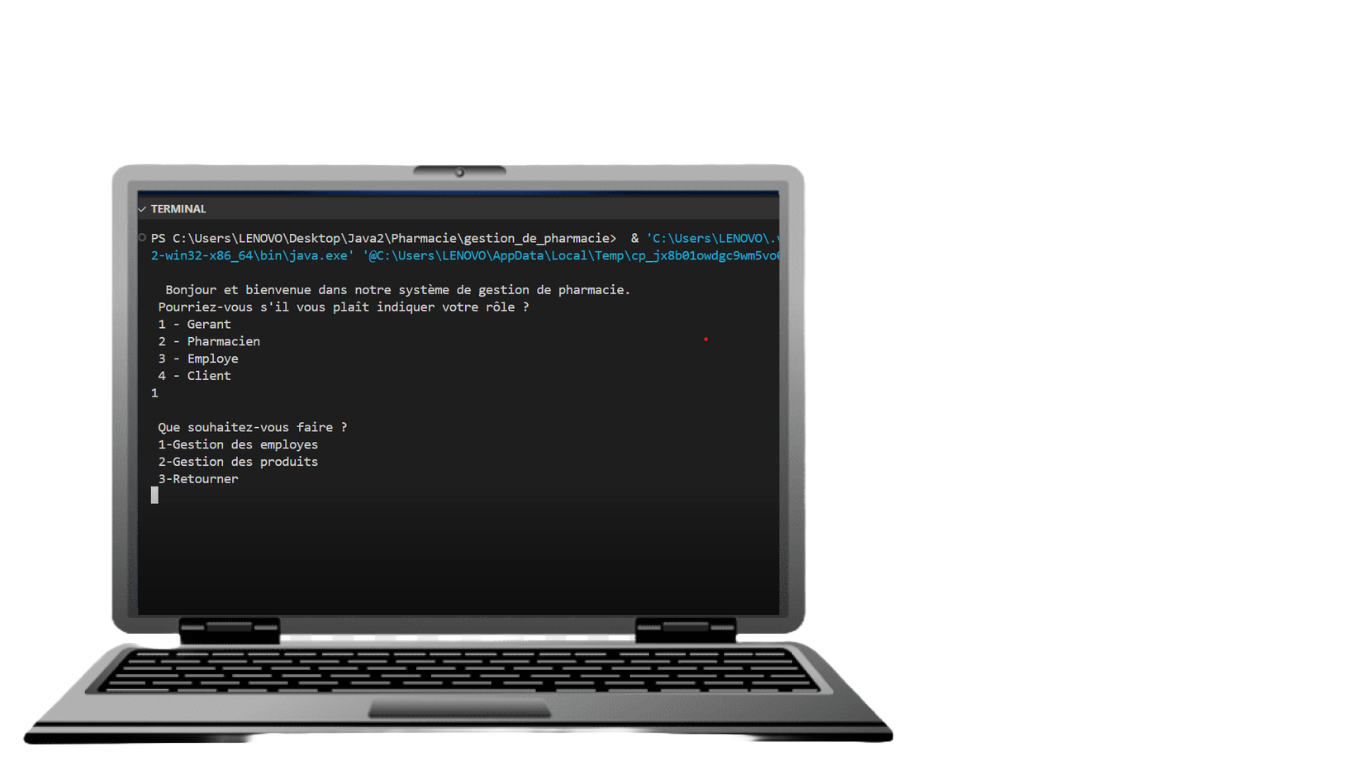 TERMINAL
PS C:\Users\LENOVO\Desktop\Java2\Pharmacie\gestion_de_pharmacie>  & 'C:\Users\LENOVO\.
2-win32-x86_64\bin\java.exe' '@C:\Users\LENOVO\AppData\Local\Temp\cp_jx8b01owdgc9wm5vo
Bonjour et bienvenue dans notre système de gestion de pharmacie.
Pourriez-vous s'il vous plaît indiquer votre rôle ?
1 - Gerant
2 - Pharmacien
3 - Employe
4 - Client
1
Que souhaitez-vous faire ?
1-Gestion des employes
2-Gestion des produits
3-Retourner